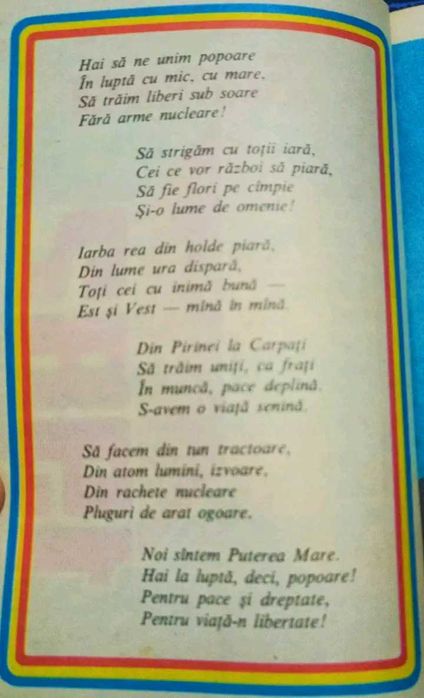 Hai să ne unim popoare
În luptă cu mic, cu mare,
Să trăim liberi sub soare
Fără arme nucleare!
Să strigăm cu toții iară,
Cei ce vor război să piară,
Să fie flori pe cîmpie
Și-o lume de omenie!
Iarba rea din holde piară,
Din lume ura dispară,
Toți cei cu inimă bună —
Est și Vest — mînă în mînă.
Din Pirinei la Carpați
Să trăim uniți, ca frați
În muncă, pace deplină.
S-avem o viață senină.
Să facem din tun tractoare,
Din atom lumini, izvoare,
Din rachete nucleare
Pluguri de arat ogoare.
Noi sîntem Puterea Mare.
Hai la luptă, deci, popoare!
Pentru pace și dreptate,
Pentru viață-n libertate!